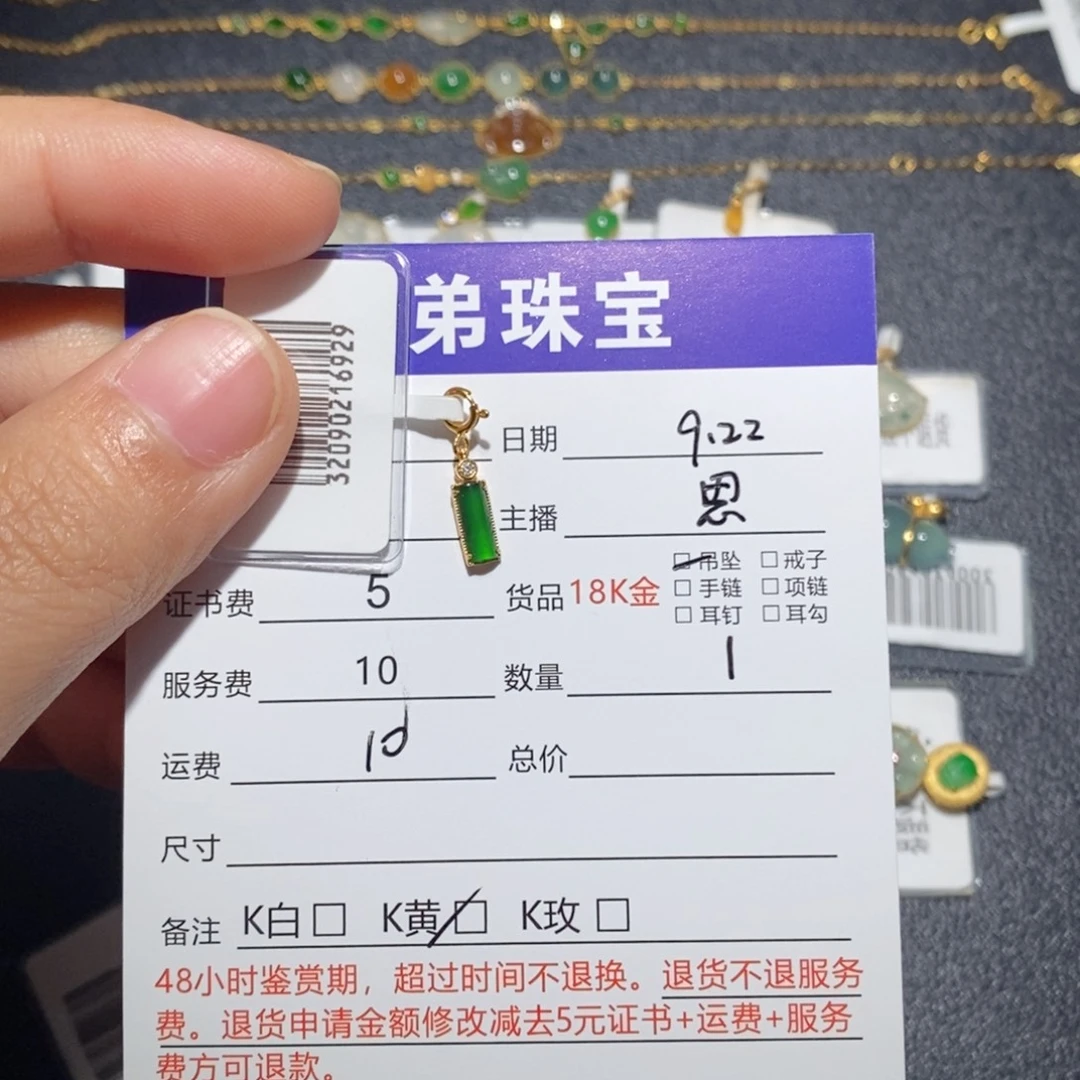 弟珠宝
32090216929
日期 9.22
主播 思
证书费 5 货品 18K金 吊坠 戒子
手链 项链
耳钉 耳勾
服务费 10 数量 1
运费 10 总价
尺寸
备注 K白 K黄 K玫
48小时鉴赏期，超过时间不退换。退货不退服务
费。退货申请金额修改减去5元证书+运费+服务
费方可退款。